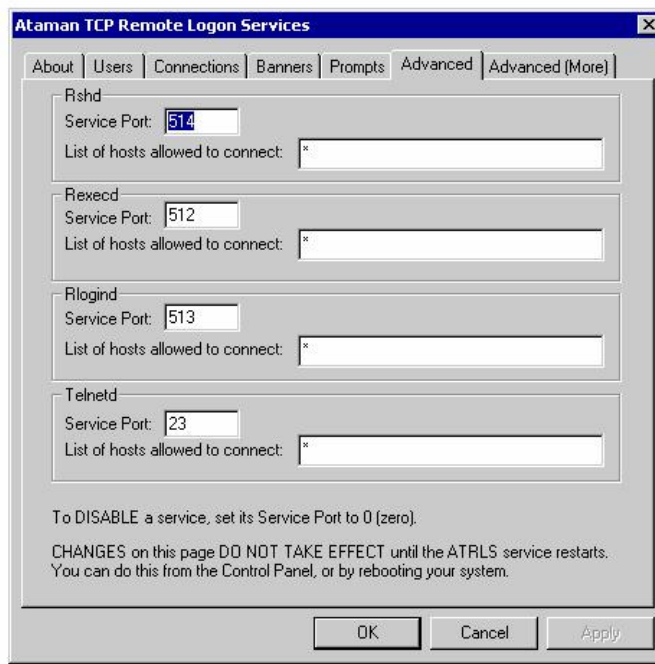 Ataman TCP Remote Logon Services
About Users Connections Banners Prompts Advanced Advanced (More)
Rshd
Service Port: 514
List of hosts allowed to connect: *
Rexecd
Service Port: 512
List of hosts allowed to connect: *
Rlogind
Service Port: 513
List of hosts allowed to connect: *
Telnetd
Service Port: 23
List of hosts allowed to connect: *
To DISABLE a service, set its Service Port to 0 (zero).
CHANGES on this page DO NOT TAKE EFFECT until the ATRLS service restarts.
You can do this from the Control Panel, or by rebooting your system.
OK Cancel Apply